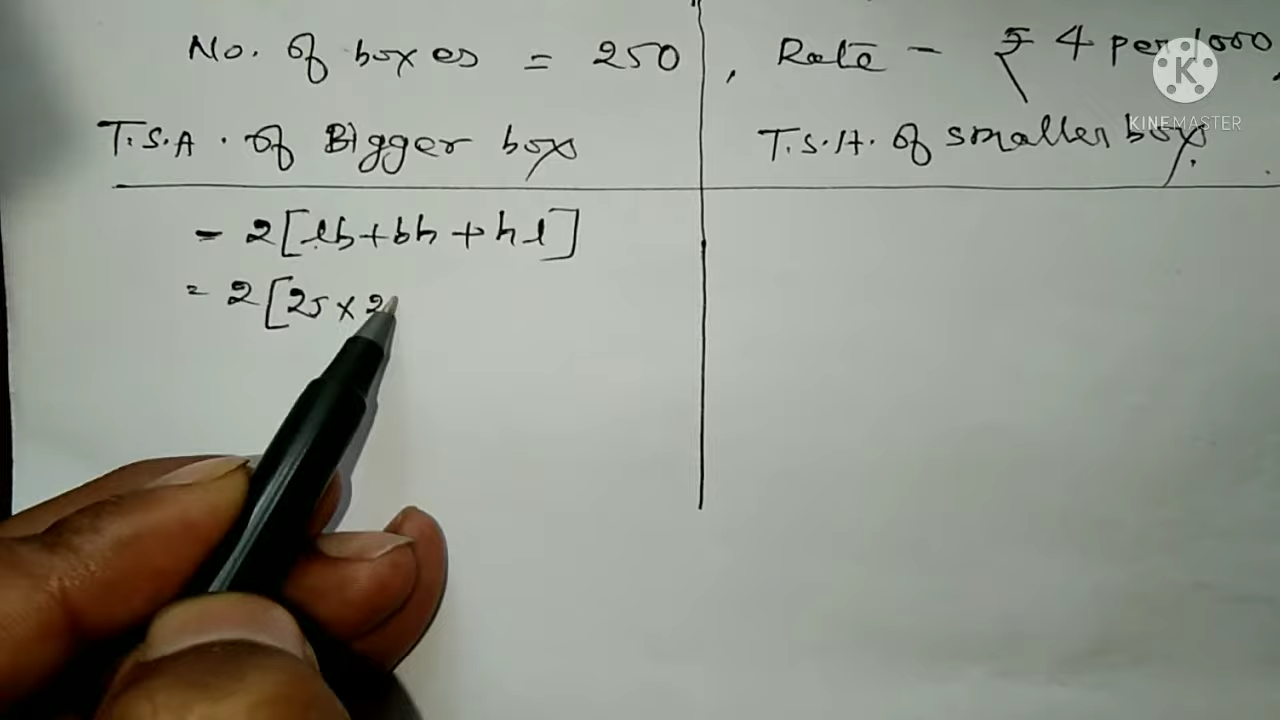 No. of boxes = 250, Rate - ₹ 4 per 1000
T.S.A. of Bigger box
T.S.A. of smaller box.
= 2[lb+bh+hl]
= 2[25×2
K
KINEMASTER